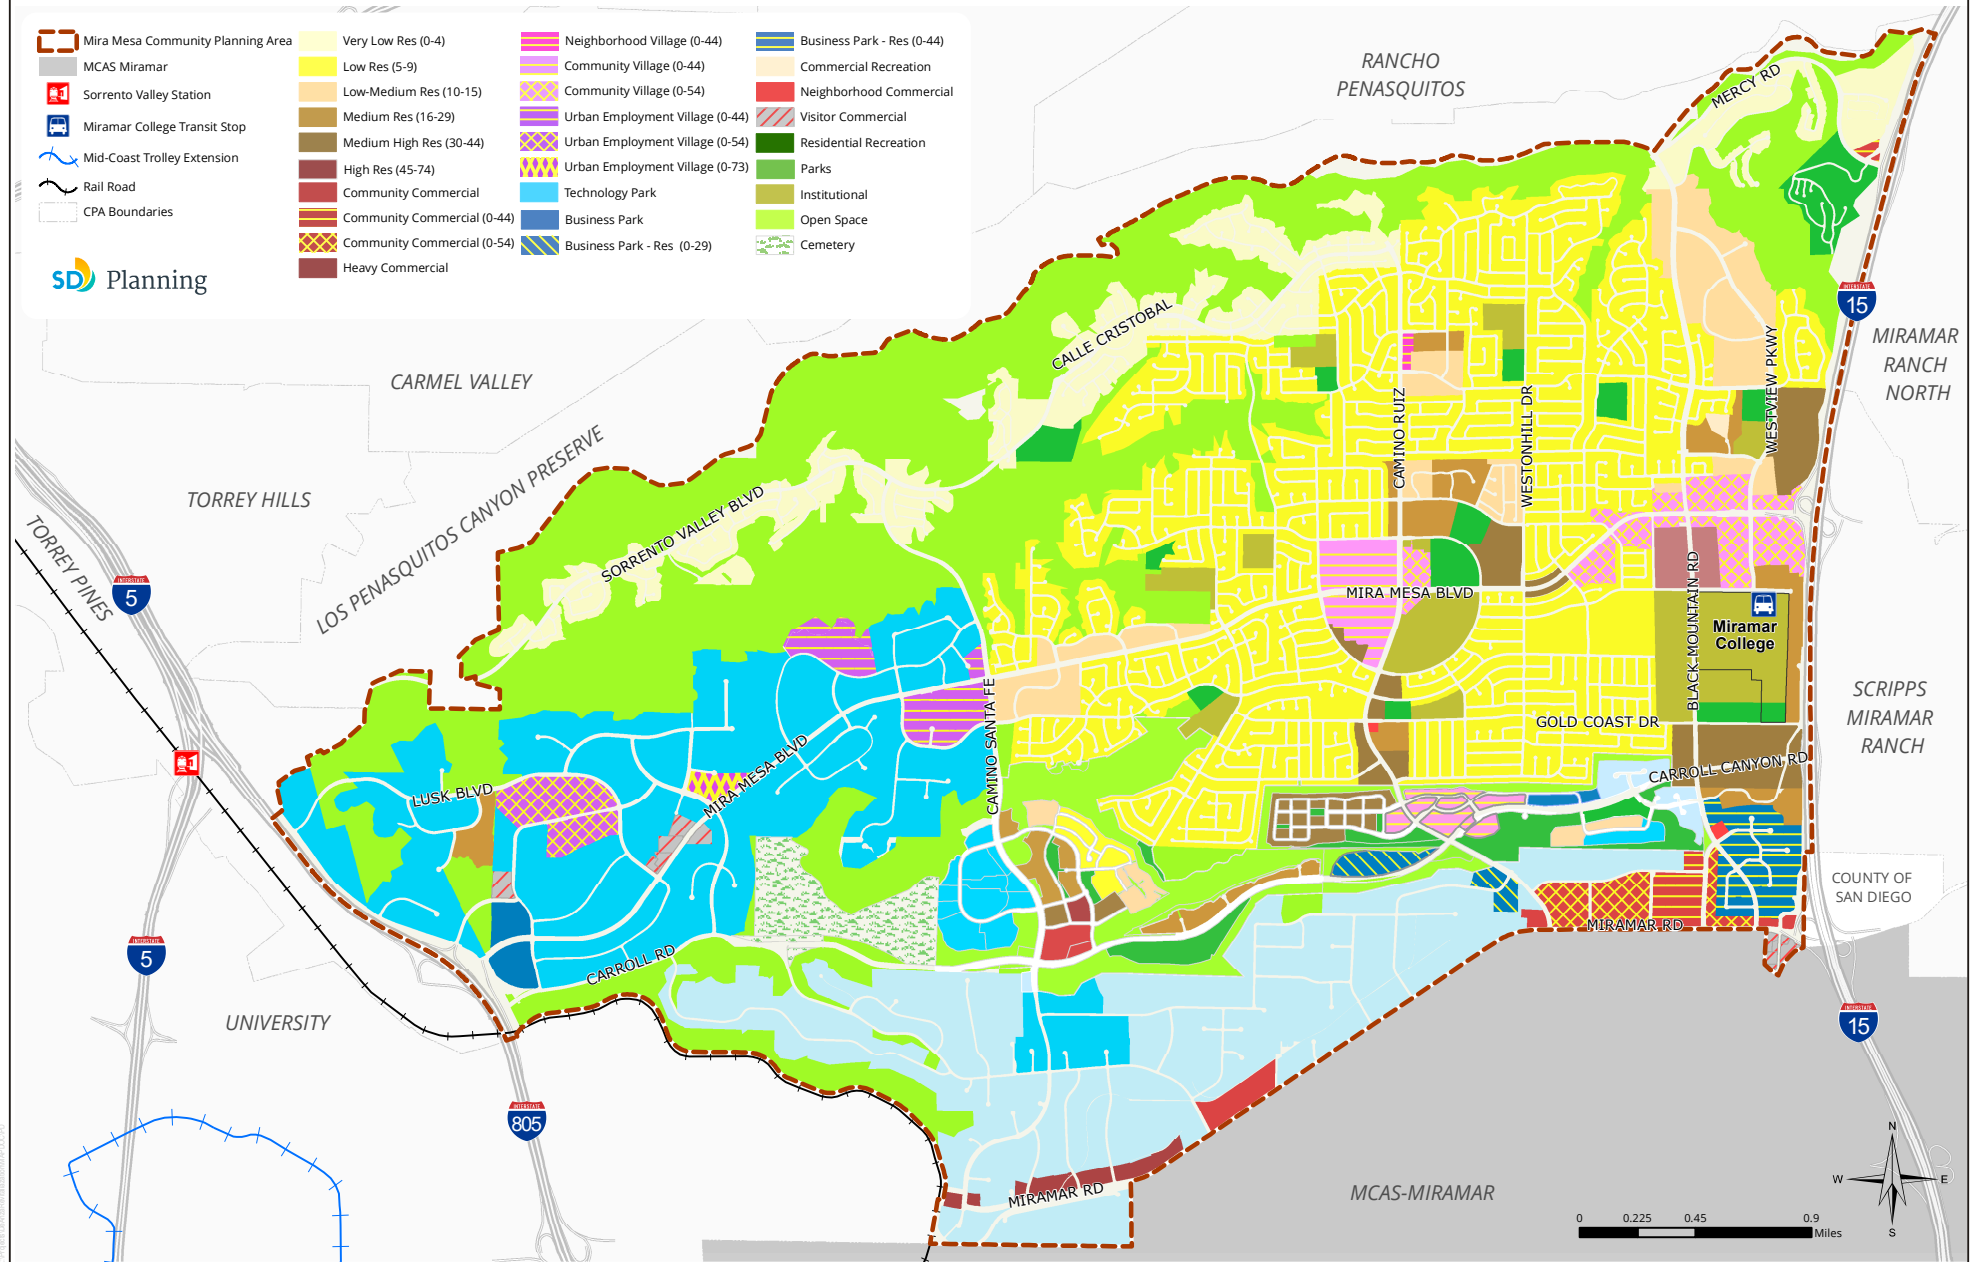 Mira Mesa Community Planning Area
MCAS Miramar
Sorrento Valley Station
Miramar College Transit Stop
Mid-Coast Trolley Extension
Rail Road
CPA Boundaries
SD Planning
Very Low Res (0-4)
Low Res (5-9)
Low-Medium Res (10-15)
Medium Res (16-29)
Medium High Res (30-44)
High Res (45-74)
Community Commercial
Community Commercial (0-44)
Community Commercial (0-54)
Heavy Commercial
Neighborhood Village (0-44)
Community Village (0-44)
Community Village (0-54)
Urban Employment Village (0-44)
Urban Employment Village (0-54)
Urban Employment Village (0-73)
Technology Park
Business Park
Business Park - Res (0-29)
Business Park - Res (0-44)
Commercial Recreation
Neighborhood Commercial
Visitor Commercial
Residential Recreation
Parks
Institutional
Open Space
Cemetery
RANCHO
PENASQUITOS
MERCY RD
INTERSTATE
15
MIRAMAR
RANCH
NORTH
CALLE CRISTOBAL
WESTVIEW PKWY
CARMEL VALLEY
CAMINO RUIZ
WESTONHILL DR
TORREY HILLS
LOS PENASQUITOS CANYON PRESERVE
SORRENTO VALLEY BLVD
TORREY PINES
INTERSTATE
5
MIRA MESA BLVD
BLACK MOUNTAIN RD
Miramar
College
SCRIPPS
MIRAMAR
RANCH
CAMINO SANTA FE
GOLD COAST DR
CARROLL CANYON RD
LUSK BLVD
MIRA MESA BLVD
COUNTY OF
SAN DIEGO
MIRAMAR RD
INTERSTATE
5
CARROLL RD
UNIVERSITY
INTERSTATE
15
INTERSTATE
805
MIRAMAR RD
MCAS-MIRAMAR
N
W
E
S
0
0.225
0.45
0.9
Miles